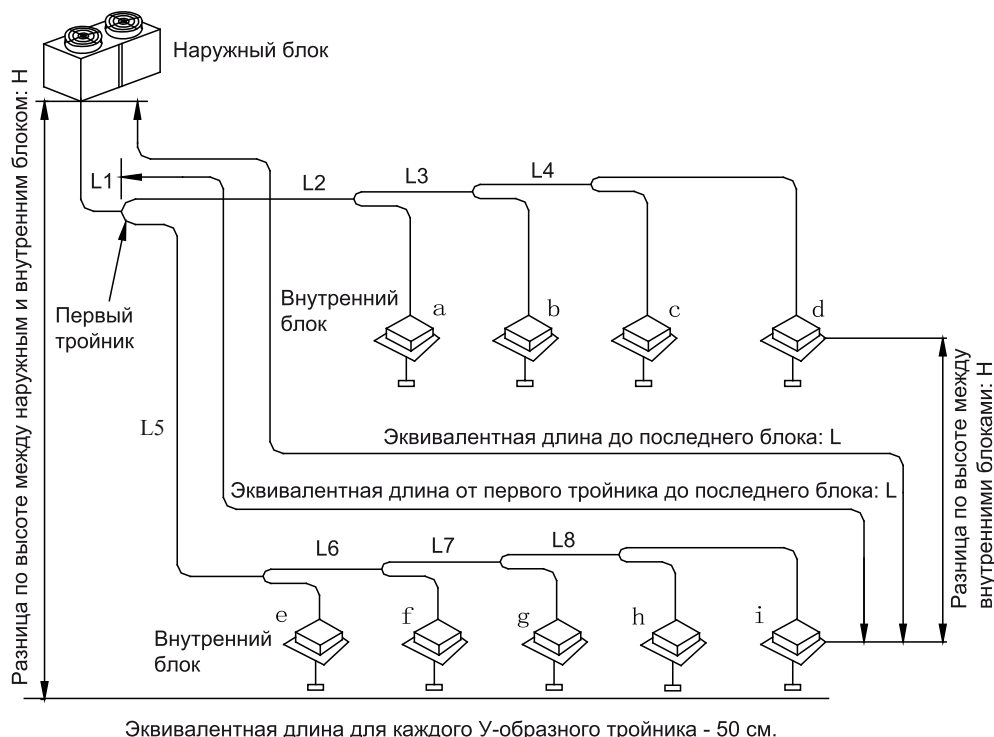 Наружный блок
Разница по высоте между наружным и внутренним блоком: H
L1
L2
L3
L4
Первый
тройник
Внутренний
блок
a
b
c
d
L5
Эквивалентная длина до последнего блока: L
Эквивалентная длина от первого тройника до последнего блока: L
Разница по высоте между
внутренними блоками: H
L6
L7
L8
e
f
g
h
i
Внутренний
блок
Эквивалентная длина для каждого У-образного тройника - 50 см.